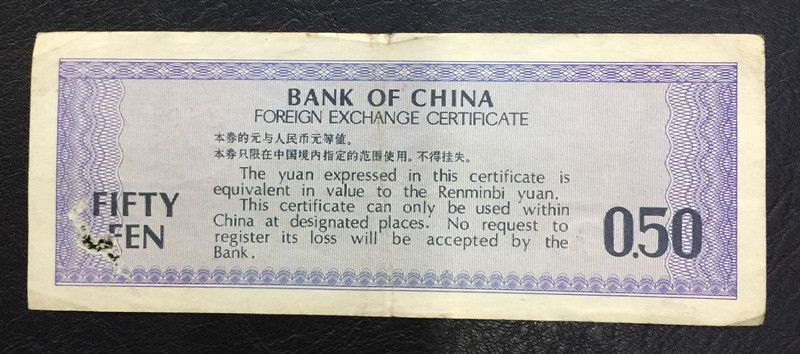 BANK OF CHINA
FOREIGN EXCHANGE CERTIFICATE
本券的元与人民币元等值。
本券只限在中国境内指定的范围使用，不得挂失。
The yuan expressed in this certificate is
equivalent in value to the Renminbi yuan.
This certificate can only be used within
China at designated places. No request to
register its loss will be accepted by the
Bank.
FIFTY
FEN
0.50